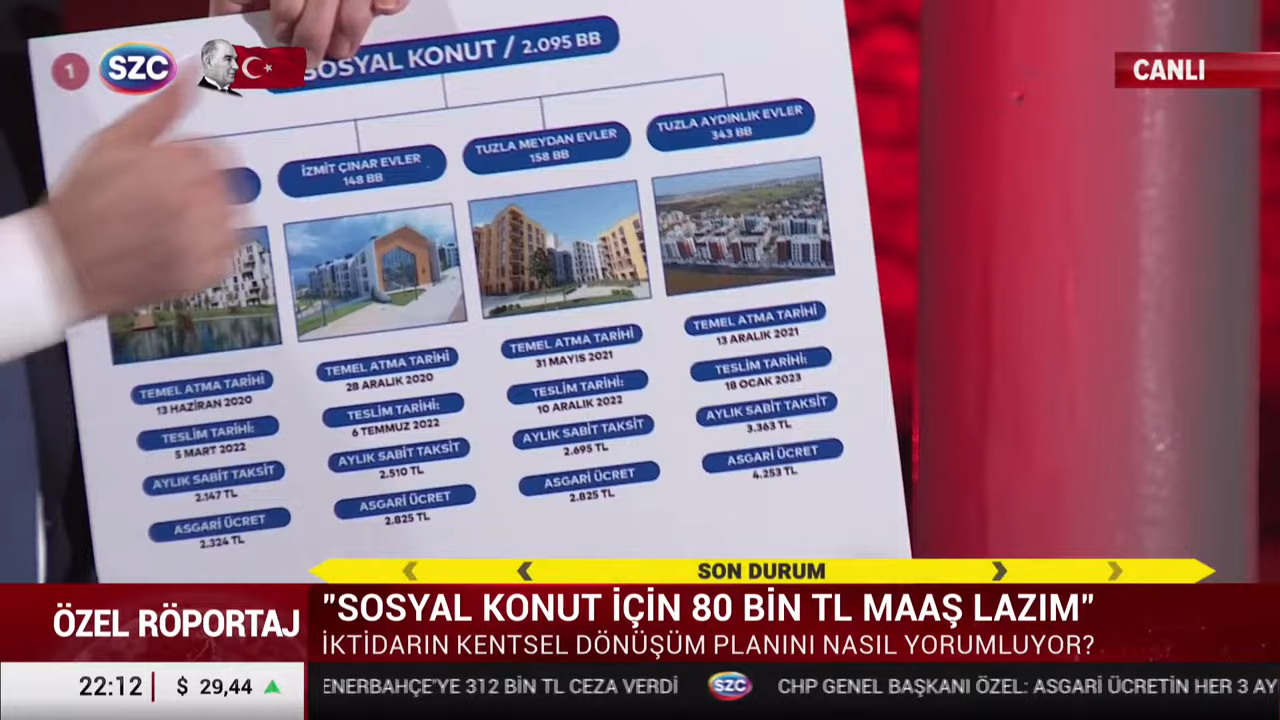 1
SZC
SOSYAL KONUT / 2.095 BB
CANLI
İZMİT ÇINAR EVLER
148 BB
TUZLA MEYDAN EVLER
158 BB
TUZLA AYDINLIK EVLER
343 BB
TEMEL ATMA TARİHİ
13 HAZİRAN 2020
TESLİM TARİHİ:
5 MART 2022
AYLIK SABİT TAKSİT
2.147 TL
ASGARİ ÜCRET
2.324 TL
TEMEL ATMA TARİHİ
28 ARALIK 2020
TESLİM TARİHİ:
6 TEMMUZ 2022
AYLIK SABİT TAKSİT
2.510 TL
ASGARİ ÜCRET
2.825 TL
TEMEL ATMA TARİHİ
31 MAYIS 2021
TESLİM TARİHİ:
10 ARALIK 2022
AYLIK SABİT TAKSİT
2.695 TL
ASGARİ ÜCRET
2.825 TL
TEMEL ATMA TARİHİ
13 ARALIK 2021
TESLİM TARİHİ:
18 OCAK 2023
AYLIK SABİT TAKSİT
3.363 TL
ASGARİ ÜCRET
4.253 TL
SON DURUM
ÖZEL RÖPORTAJ
"SOSYAL KONUT İÇİN 80 BİN TL MAAŞ LAZIM"
İKTİDARIN KENTSEL DÖNÜŞÜM PLANINI NASIL YORUMLUYOR?
22:12 $ 29,44 ENERBAHÇE'YE 312 BİN TL CEZA VERDİ SZC CHP GENEL BAŞKANI ÖZEL: ASGARİ ÜCRETİN HER 3 AY